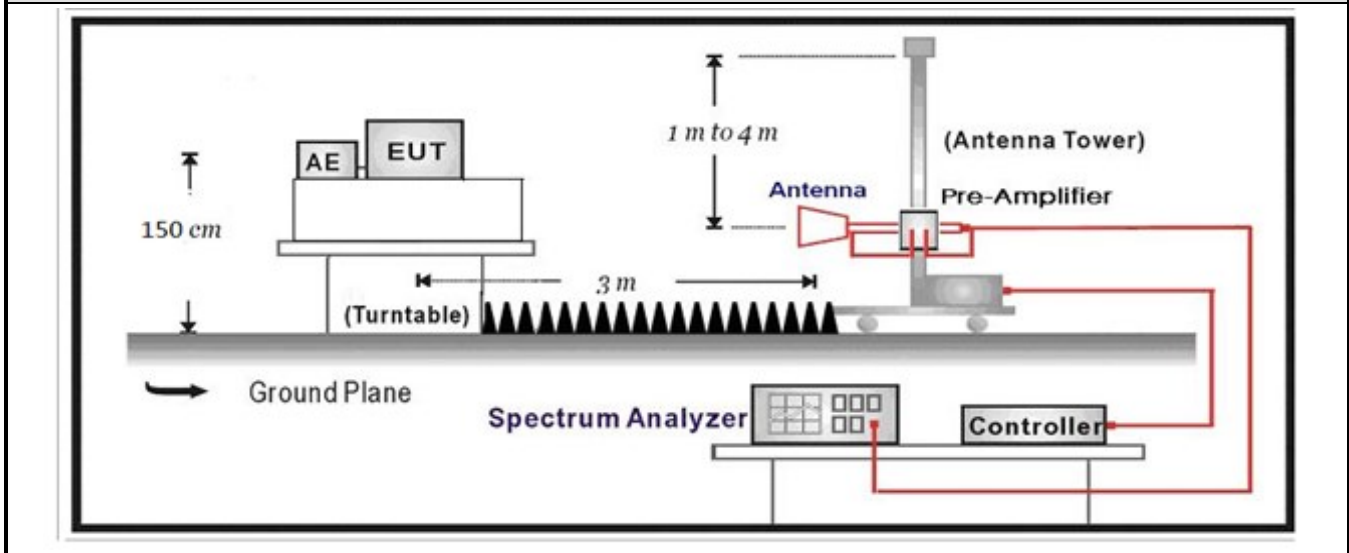 1 m to 4 m
(Antenna Tower)
AE
EUT
Antenna
Pre-Amplifier
150 cm
3 m
(Turntable)
Ground Plane
Spectrum Analyzer
Controller